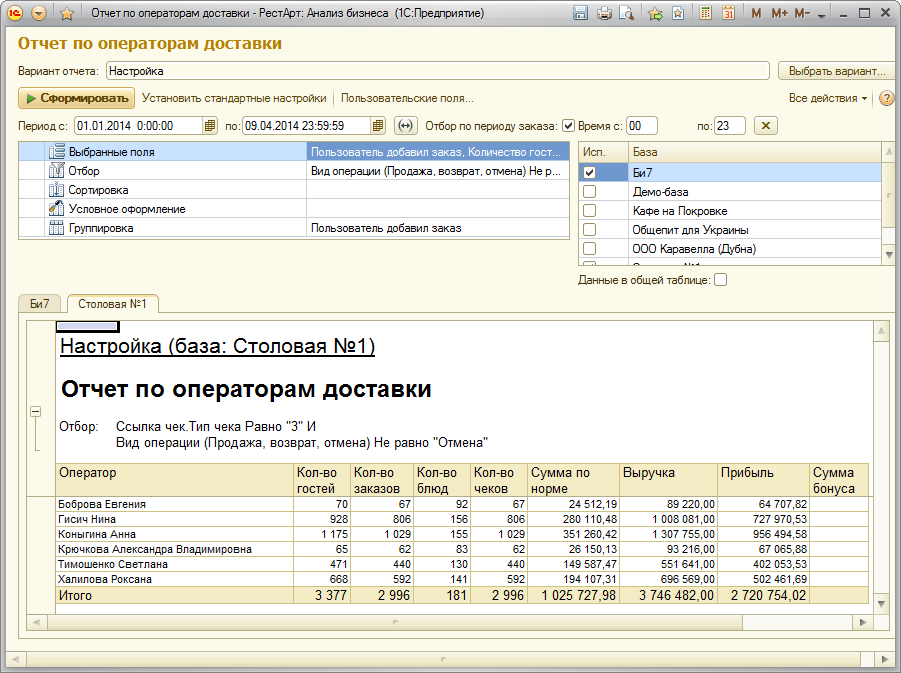 Отчет по операторам доставки - РестАрт: Анализ бизнеса (1С:Предприятие) M M+ M-
Отчет по операторам доставки
Вариант отчета: Настройка Выбрать вариант...
Сформировать Установить стандартные настройки Пользовательские поля... Все действия ?
Период с: 01.01.2014 0:00:00 по: 09.04.2014 23:59:59 Отбор по периоду заказа: Время с: 00 по: 23
Выбранные поля Пользователь добавил заказ, Количество гост...
Отбор Вид операции (Продажа, возврат, отмена) Не р...
Сортировка
Условное оформление
Группировка Пользователь добавил заказ
Исп. База
Би7
Демо-база
Кафе на Покровке
Общепит для Украины
ООО Каравелла (Дубна)
Данные в общей таблице:
Би7 Столовая №1
Настройка (база: Столовая №1)
Отчет по операторам доставки
Отбор: Ссылка чек.Тип чека Равно "3" И
Вид операции (Продажа, возврат, отмена) Не равно "Отмена"
Оператор Кол-во гостей Кол-во заказов Кол-во блюд Кол-во чеков Сумма по норме Выручка Прибыль Сумма бонуса
Боброва Евгения 70 67 92 67 24 512,19 89 220,00 64 707,82
Гисич Нина 928 806 156 806 280 110,48 1 008 081,00 727 970,53
Коныгина Анна 1 175 1 029 155 1 029 351 260,42 1 307 755,00 956 494,58
Крючкова Александра Владимировна 65 62 83 62 26 150,13 93 216,00 67 065,88
Тимошенко Светлана 471 440 130 440 149 587,47 551 641,00 402 053,53
Халилова Роксана 668 592 141 592 194 107,31 696 569,00 502 461,69
Итого 3 377 2 996 181 2 996 1 025 727,98 3 746 482,00 2 720 754,02